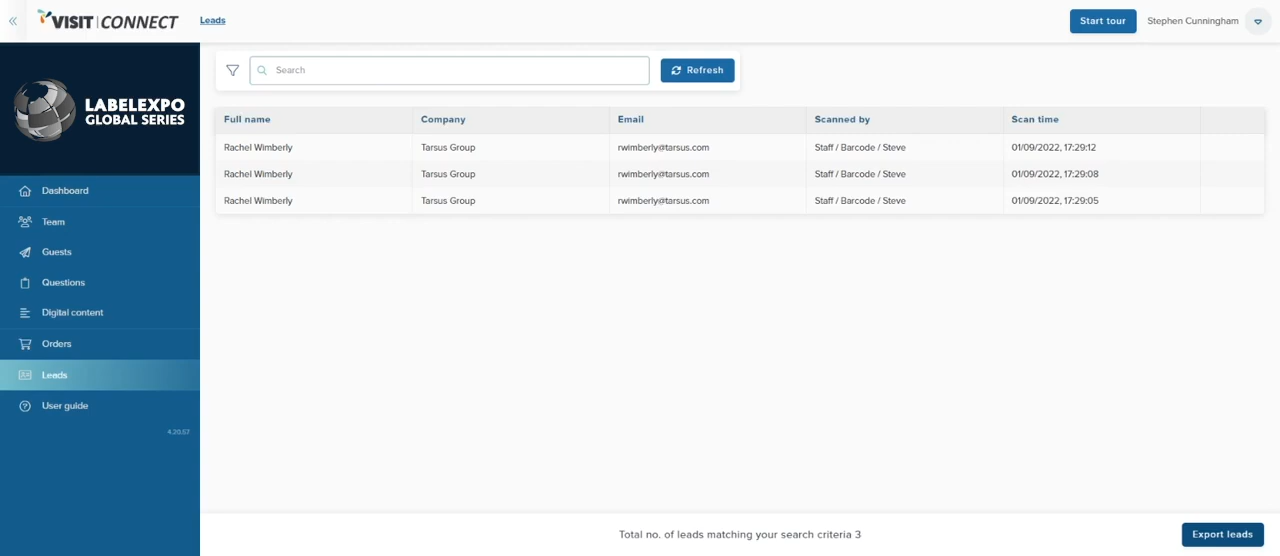 VISIT | CONNECT
Leads
Start tour
Stephen Cunningham
LABELEXPO
GLOBAL SERIES
Search
Refresh
Full name Company Email Scanned by Scan time
Rachel Wimberly Tarsus Group rwimberly@tarsus.com Staff / Barcode / Steve 01/09/2022, 17:29:12
Rachel Wimberly Tarsus Group rwimberly@tarsus.com Staff / Barcode / Steve 01/09/2022, 17:29:08
Rachel Wimberly Tarsus Group rwimberly@tarsus.com Staff / Barcode / Steve 01/09/2022, 17:29:05
Dashboard
Team
Guests
Questions
Digital content
Orders
Leads
User guide
4.20.57
Total no. of leads matching your search criteria 3
Export leads